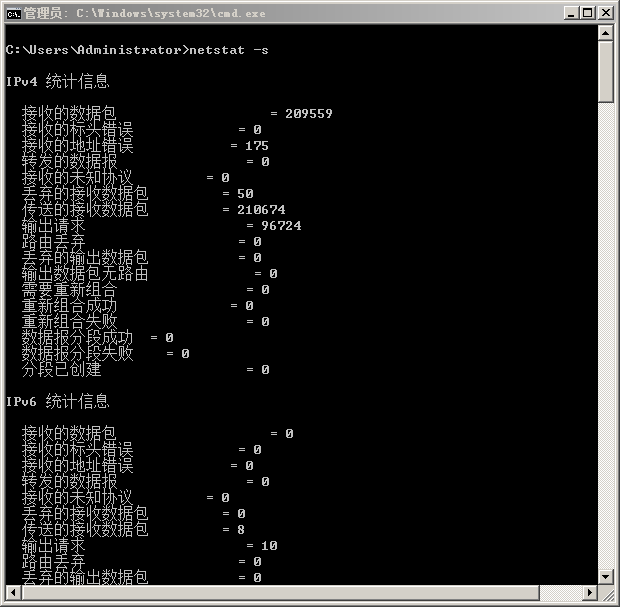 管理员: C:\Windows\system32\cmd.exe
C:\Users\Administrator>netstat -s
IPv4 统计信息
接收的数据包 = 209559
接收的标头错误 = 0
接收的地址错误 = 175
转发的数据报 = 0
接收的未知协议 = 0
丢弃的接收数据包 = 50
传送的接收数据包 = 210674
输出请求 = 96724
路由丢弃 = 0
丢弃的输出数据包 = 0
输出数据包无路由 = 0
需要重新组合 = 0
重新组合成功 = 0
重新组合失败 = 0
数据报分段成功 = 0
数据报分段失败 = 0
分段已创建 = 0
IPv6 统计信息
接收的数据包 = 0
接收的标头错误 = 0
接收的地址错误 = 0
转发的数据报 = 0
接收的未知协议 = 0
丢弃的接收数据包 = 0
传送的接收数据包 = 8
输出请求 = 10
路由丢弃 = 0
丢弃的输出数据包 = 0